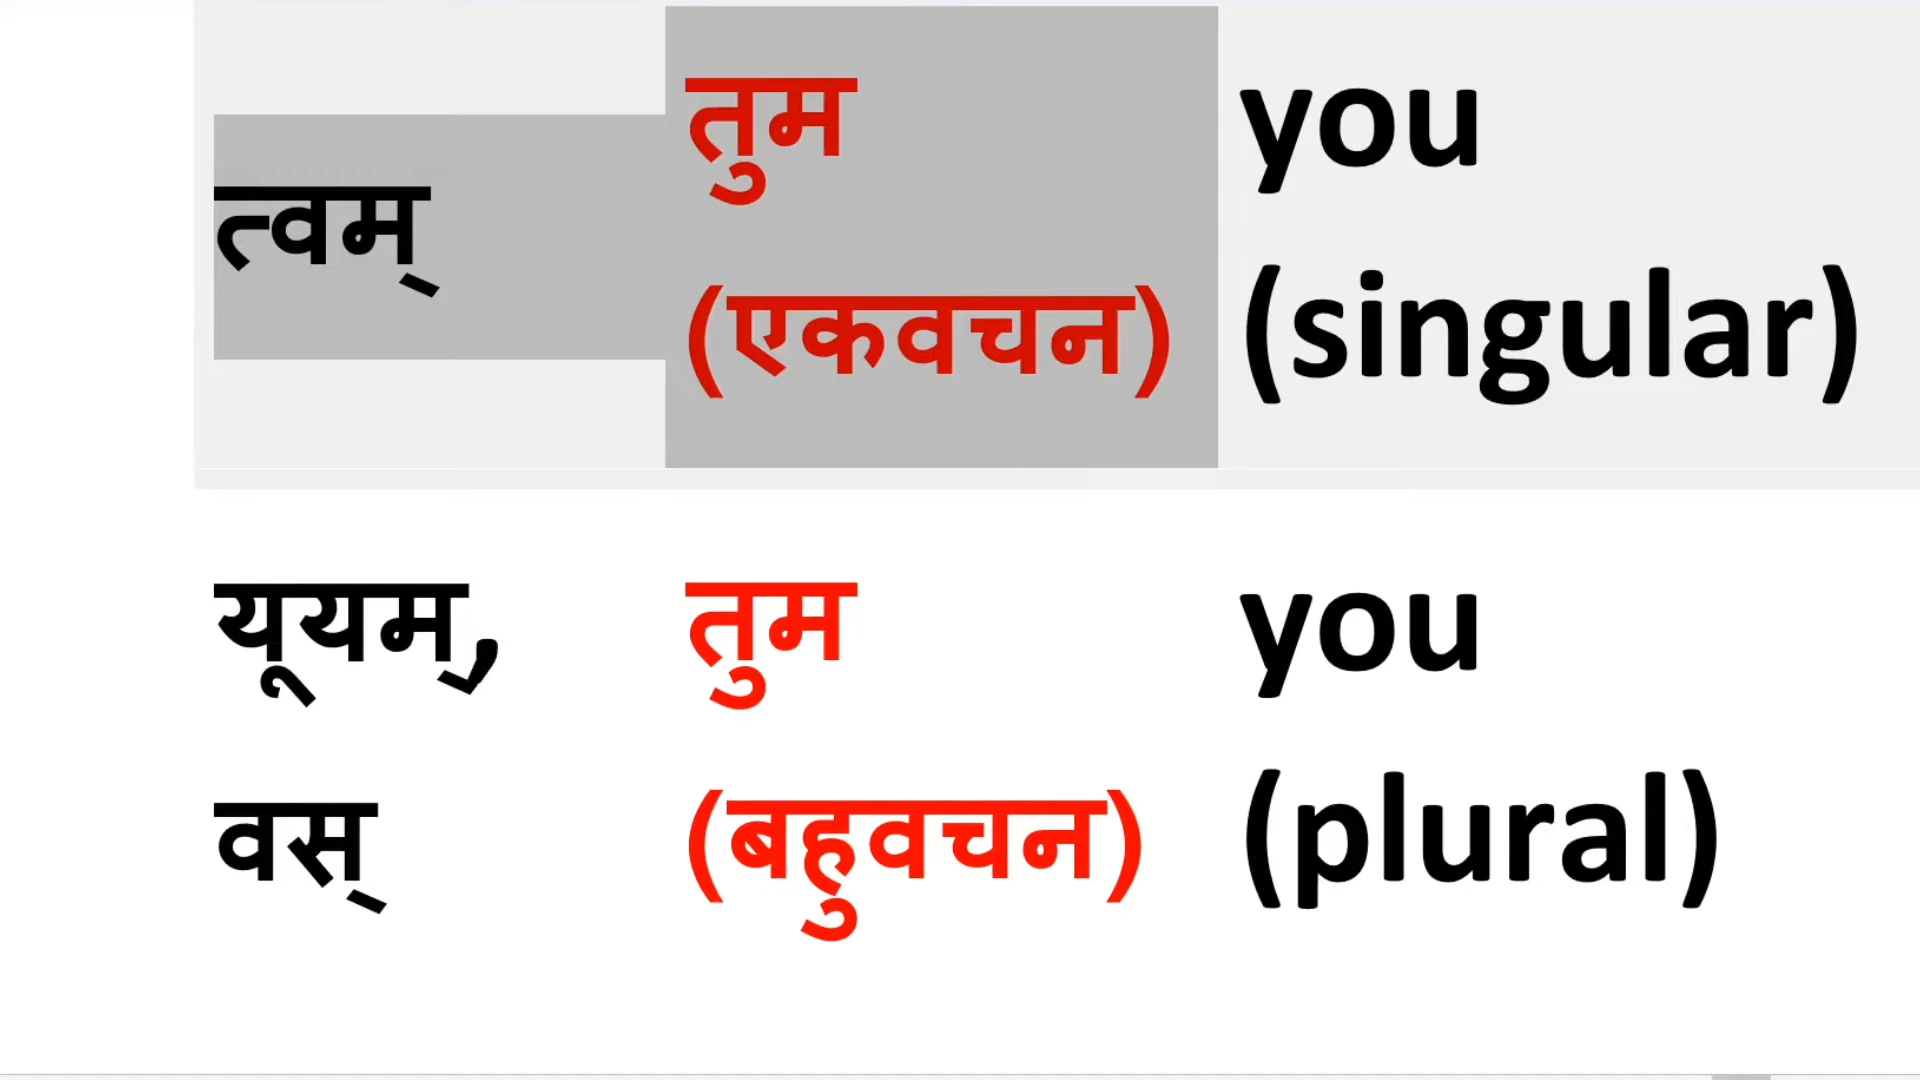 त्वम्
तुम
(एकवचन)
you
(singular)
यूयम्,
वस्
तुम
(बहुवचन)
you
(plural)